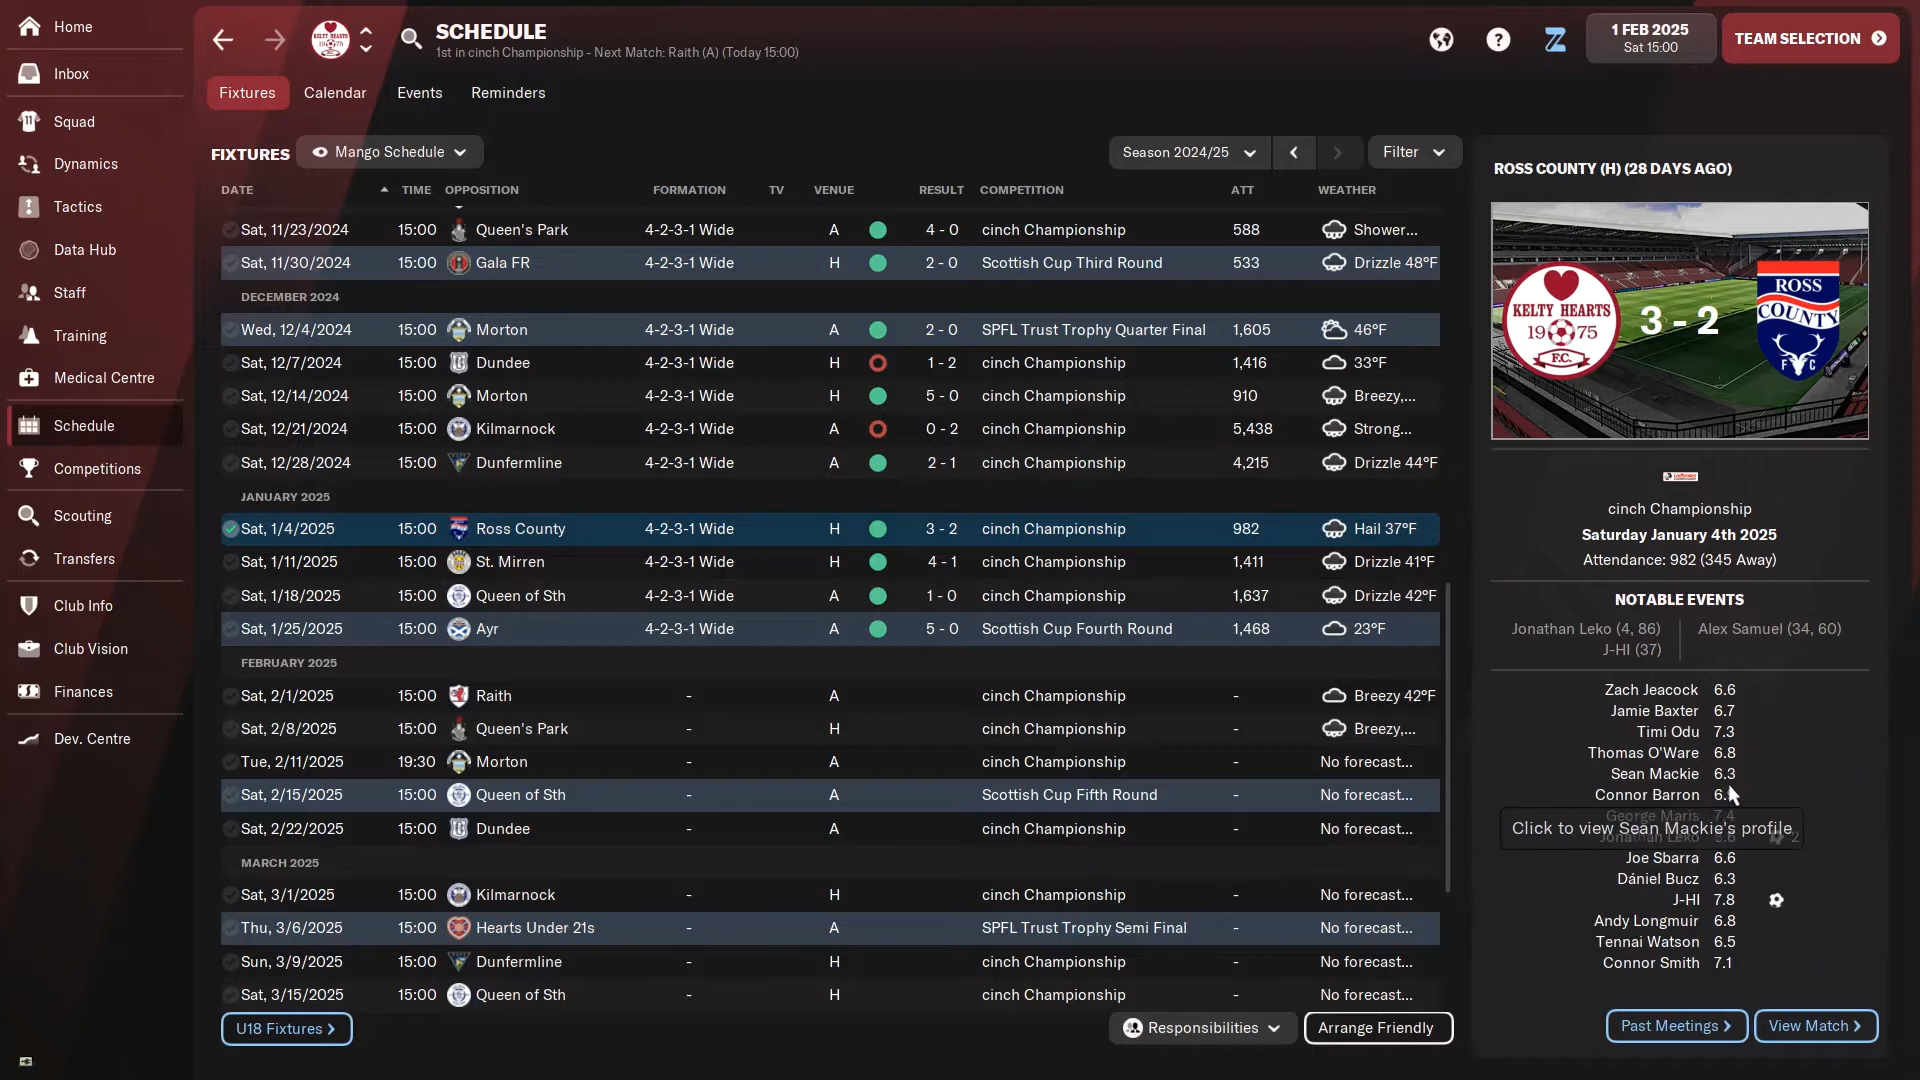 Home
Inbox
Squad
Dynamics
Tactics
Data Hub
Staff
Training
Medical Centre
Schedule
Competitions
Scouting
Transfers
Club Info
Club Vision
Finances
Dev. Centre
SCHEDULE
1st in cinch Championship - Next Match: Raith (A) (Today 15:00)
1 FEB 2025
Sat 15:00
TEAM SELECTION
Fixtures Calendar Events Reminders
FIXTURES Mango Schedule Season 2024/25 Filter
DATE TIME OPPOSITION FORMATION TV VENUE RESULT COMPETITION ATT WEATHER
Sat, 11/23/2024 15:00 Queen's Park 4-2-3-1 Wide A 4 - 0 cinch Championship 588 Shower...
Sat, 11/30/2024 15:00 Gala FR 4-2-3-1 Wide H 2 - 0 Scottish Cup Third Round 533 Drizzle 48°F
DECEMBER 2024
Wed, 12/4/2024 15:00 Morton 4-2-3-1 Wide A 2 - 0 SPFL Trust Trophy Quarter Final 1,605 46°F
Sat, 12/7/2024 15:00 Dundee 4-2-3-1 Wide H 1 - 2 cinch Championship 1,416 33°F
Sat, 12/14/2024 15:00 Morton 4-2-3-1 Wide H 5 - 0 cinch Championship 910 Breezy,...
Sat, 12/21/2024 15:00 Kilmarnock 4-2-3-1 Wide A 0 - 2 cinch Championship 5,438 Strong...
Sat, 12/28/2024 15:00 Dunfermline 4-2-3-1 Wide A 2 - 1 cinch Championship 4,215 Drizzle 44°F
JANUARY 2025
Sat, 1/4/2025 15:00 Ross County 4-2-3-1 Wide H 3 - 2 cinch Championship 982 Hail 37°F
Sat, 1/11/2025 15:00 St. Mirren 4-2-3-1 Wide H 4 - 1 cinch Championship 1,411 Drizzle 41°F
Sat, 1/18/2025 15:00 Queen of Sth 4-2-3-1 Wide A 1 - 0 cinch Championship 1,637 Drizzle 42°F
Sat, 1/25/2025 15:00 Ayr 4-2-3-1 Wide A 5 - 0 Scottish Cup Fourth Round 1,468 23°F
FEBRUARY 2025
Sat, 2/1/2025 15:00 Raith - A cinch Championship - Breezy 42°F
Sat, 2/8/2025 15:00 Queen's Park - H cinch Championship - Breezy,...
Tue, 2/11/2025 19:30 Morton - A cinch Championship - No forecast...
Sat, 2/15/2025 15:00 Queen of Sth - A Scottish Cup Fifth Round - No forecast...
Sat, 2/22/2025 15:00 Dundee - A cinch Championship - No forecast...
MARCH 2025
Sat, 3/1/2025 15:00 Kilmarnock - H cinch Championship - No forecast...
Thu, 3/6/2025 15:00 Hearts Under 21s - A SPFL Trust Trophy Semi Final - No forecast...
Sun, 3/9/2025 15:00 Dunfermline - H cinch Championship - No forecast...
Sat, 3/15/2025 15:00 Queen of Sth - H cinch Championship - No forecast...
U18 Fixtures
Responsibilities
Arrange Friendly
ROSS COUNTY (H) (28 DAYS AGO)
KELTY HEARTS
1975
F.C.
3 - 2
ROSS
COUNTY
F C
cinch Championship
Saturday January 4th 2025
Attendance: 982 (345 Away)
NOTABLE EVENTS
Jonathan Leko (4, 86)
J-HI (37)
Alex Samuel (34, 60)
Zach Jeacock 6.6
Jamie Baxter 6.7
Timi Odu 7.3
Thomas O'Ware 6.8
Sean Mackie 6.3
Connor Barron 6.
George Maris 7.4
Click to view Sean Mackie's profile
Jonathan Leko 2
Joe Sbarra 6.6
Dániel Bucz 6.3
J-HI 7.8
Andy Longmuir 6.8
Tennai Watson 6.5
Connor Smith 7.1
Past Meetings
View Match